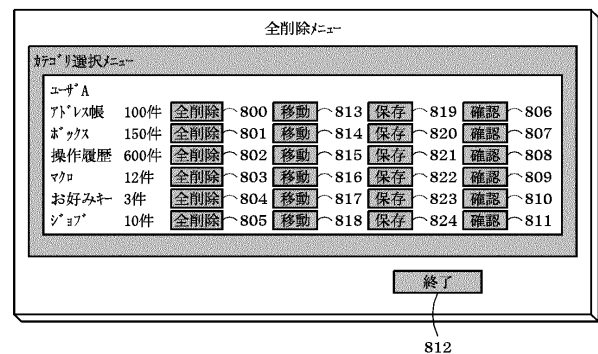 全削除ﾒﾆｭｰ
ｶﾃｺﾞﾘ選択ﾒﾆｭｰ
ﾕｰｻﾞA
ｱﾄﾞﾚｽ帳 100件 全削除 800 移動 813 保存 819 確認 806
ﾎﾞｯｸｽ 150件 全削除 801 移動 814 保存 820 確認 807
操作履歴 600件 全削除 802 移動 815 保存 821 確認 808
ﾏｸﾛ 12件 全削除 803 移動 816 保存 822 確認 809
お好みキー 3件 全削除 804 移動 817 保存 823 確認 810
ｼﾞｮﾌﾞ 10件 全削除 805 移動 818 保存 824 確認 811
終了
812